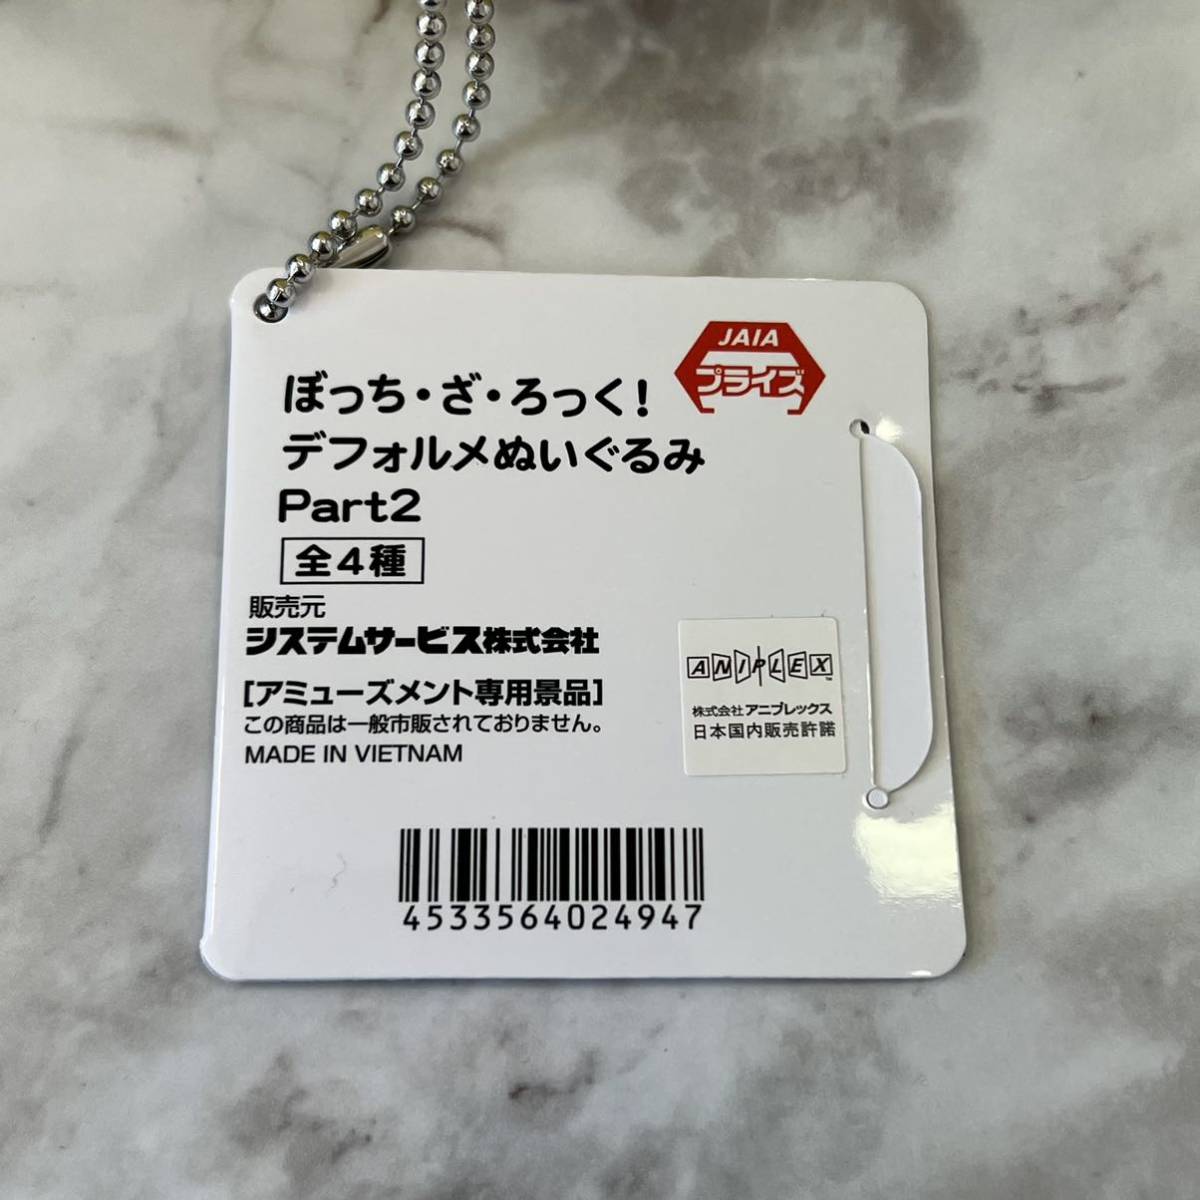 JAIA
プライズ
ぼっち・ざ・ろっく!
デフォルメぬいぐるみ
Part2
全4種
販売元
システムサービス株式会社
[アミューズメント専用景品]
この商品は一般市販されておりません。
MADE IN VIETNAM
ANIPLEX™
株式会社アニプレックス
日本国内販売許諾
4533564024947